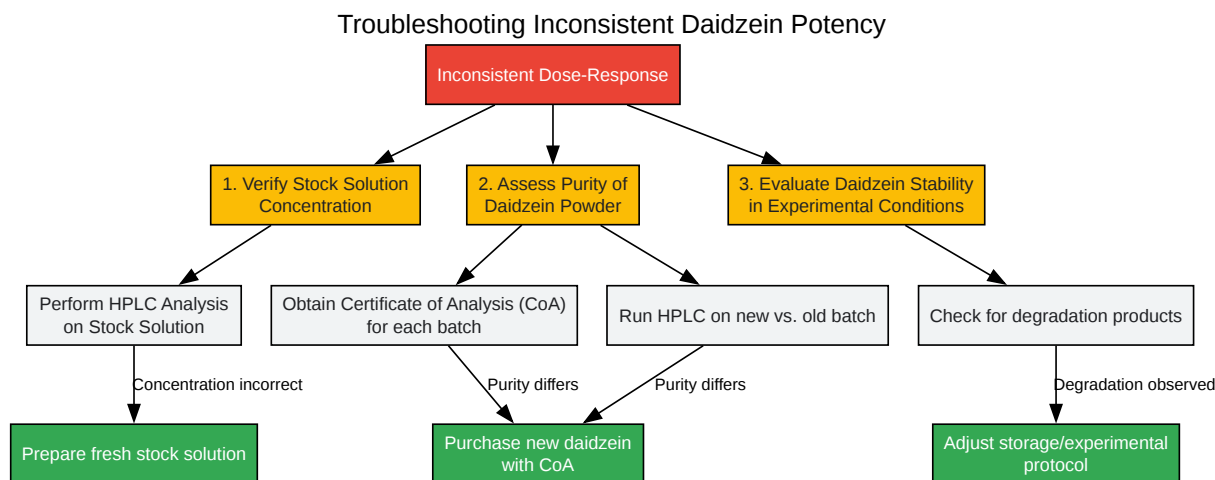 Troubleshooting Inconsistent Daidzein Potency
Inconsistent Dose-Response
1. Verify Stock Solution
Concentration
2. Assess Purity of
Daidzein Powder
3. Evaluate Daidzein Stability
in Experimental Conditions
Perform HPLC Analysis
on Stock Solution
Obtain Certificate of Analysis (CoA)
for each batch
Run HPLC on new vs. old batch
Check for degradation products
Concentration incorrect
Purity differs
Purity differs
Degradation observed
Prepare fresh stock solution
Purchase new daidzein
with CoA
Adjust storage/experimental
protocol